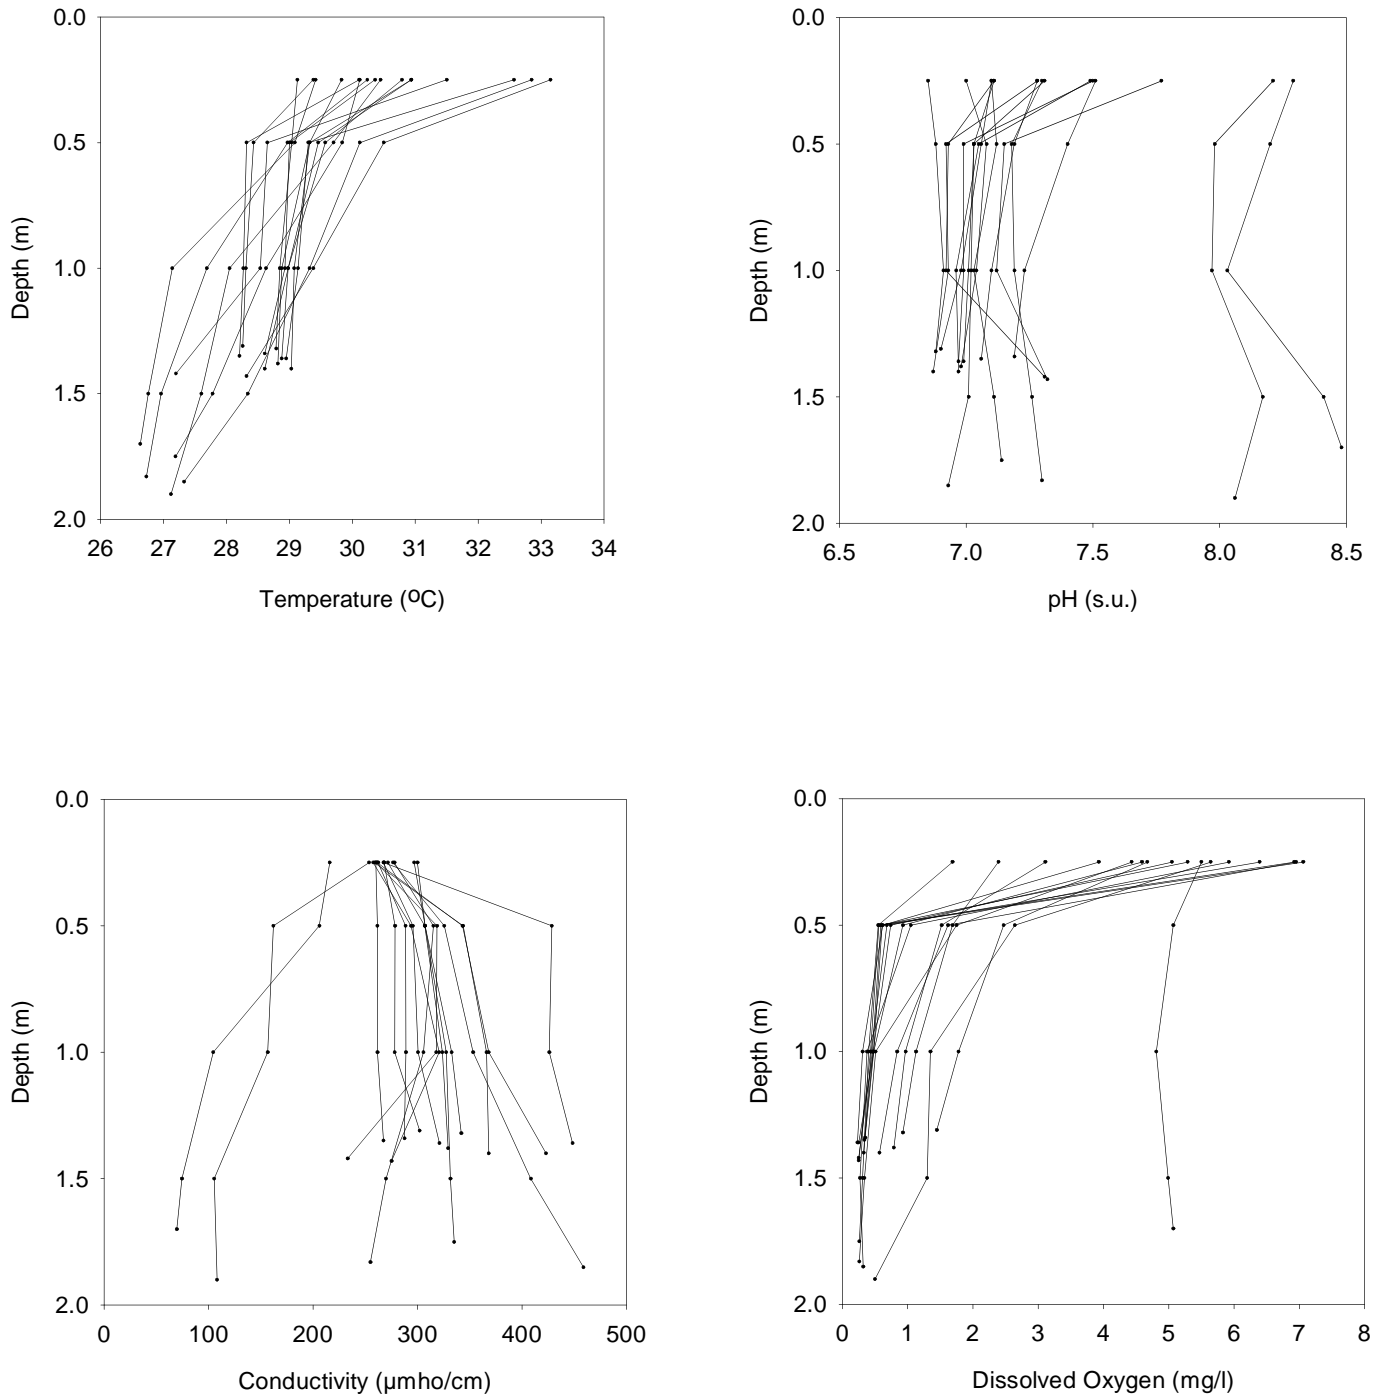 0.0
0.5
1.0
1.5
2.0
Depth (m)
26 27 28 29 30 31 32 33 34
Temperature (ºC)
0.0
0.5
1.0
1.5
2.0
Depth (m)
6.5 7.0 7.5 8.0 8.5
pH (s.u.)
0.0
0.5
1.0
1.5
2.0
Depth (m)
0 100 200 300 400 500
Conductivity (µmho/cm)
0.0
0.5
1.0
1.5
2.0
Depth (m)
0 1 2 3 4 5 6 7 8
Dissolved Oxygen (mg/l)